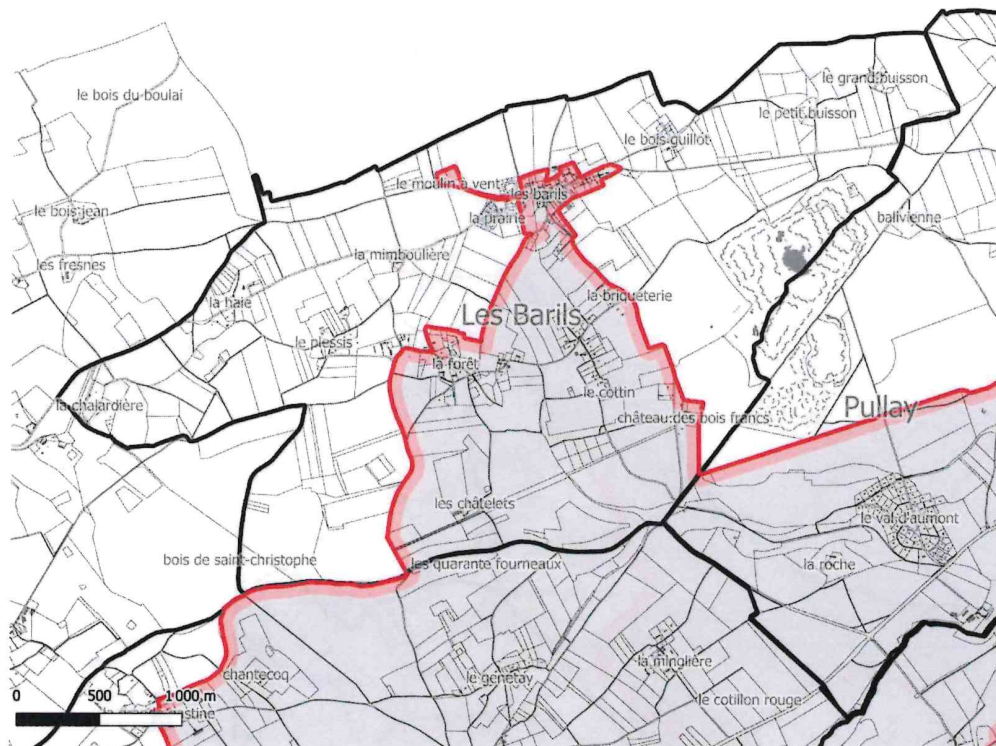 le bois du boulai
le grand buisson
le petit buisson
le bois guillot
le moulin à vent
les barils
le bois jean
la prairie
balivienne
la mimboulière
les fresnes
la haie
la briqueterie
Les Barils
le plessis
la forêt
le cottin
la chalardière
château des bois francs
Pullay
les châtelets
le val d'aumont
bois de saint-christophe
les quarante fourneaux
la roche
la minglière
chantecoq
le genetay
le cotillon rouge
0 500 1 000 m